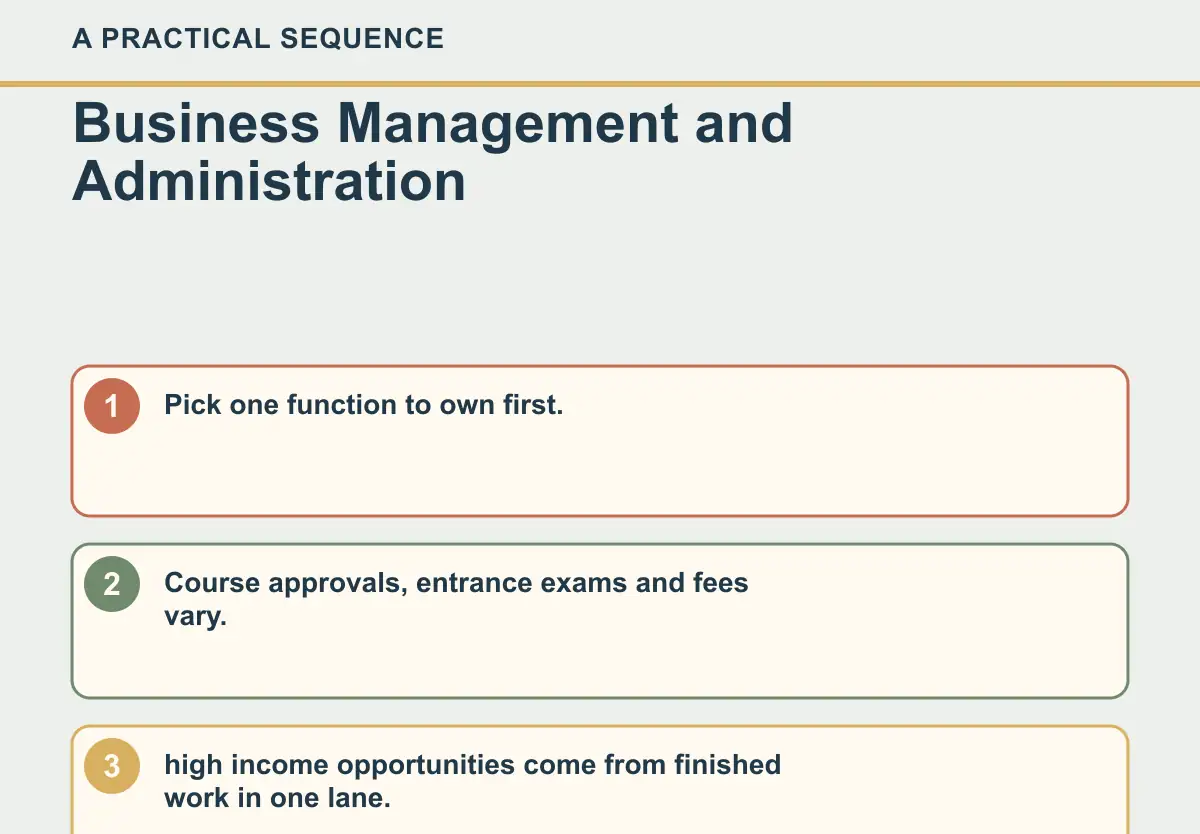 A PRACTICAL SEQUENCE
Business Management and
Administration
1
Pick one function to own first.
2
Course approvals, entrance exams and fees
vary.
3
high income opportunities come from finished
work in one lane.